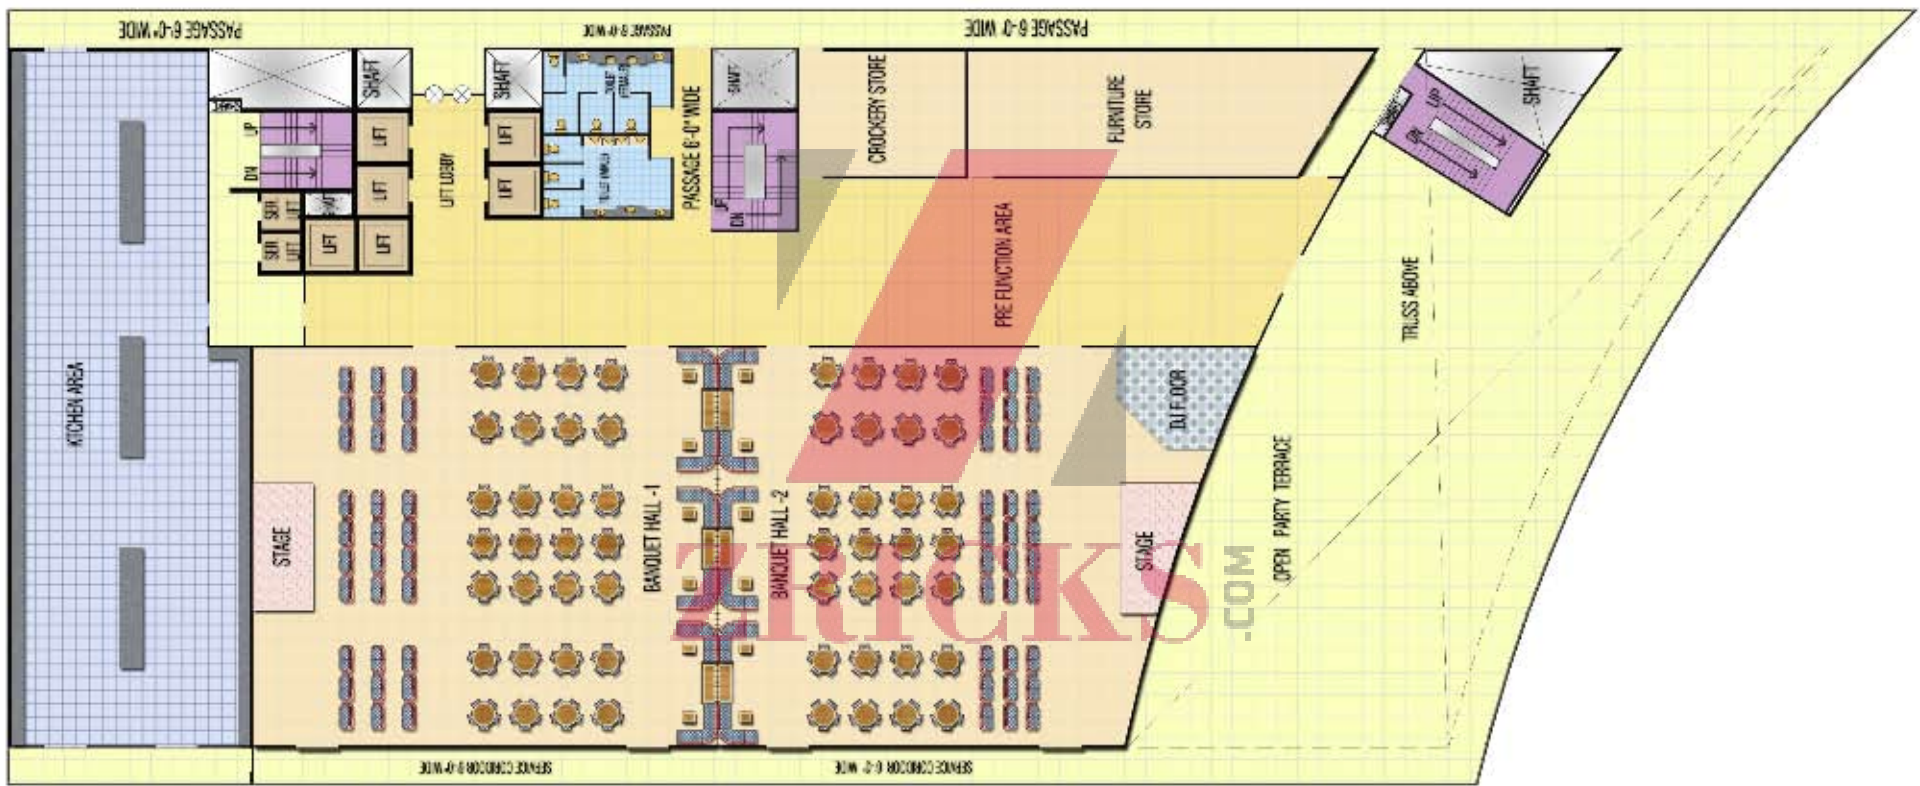 PASSAGE 6'-0" WIDE
PASSAGE 6'-0" WIDE
PASSAGE 6'-0" WIDE
SHAFT
SHAFT
SHAFT
SHAFT
UP
DN
LIFT
LIFT
LIFT
LIFT
LIFT LOBBY
TOILET
PASSAGE 6'-0" WIDE
UP
DN
CROCKERY STORE
FURNITURE
STORE
UP
DN
SER
LIFT
SER
LIFT
LIFT
LIFT
PRE FUNCTION AREA
TRUSS ABOVE
KITCHEN AREA
DJ FLOOR
STAGE
BANQUET HALL -1
BANQUET HALL -2
STAGE
OPEN PARTY TERRACE
ZRICKS
.COM
SERVICE CORIDOOR 6'-0" WIDE
SERVICE CORIDOOR 6'-0" WIDE